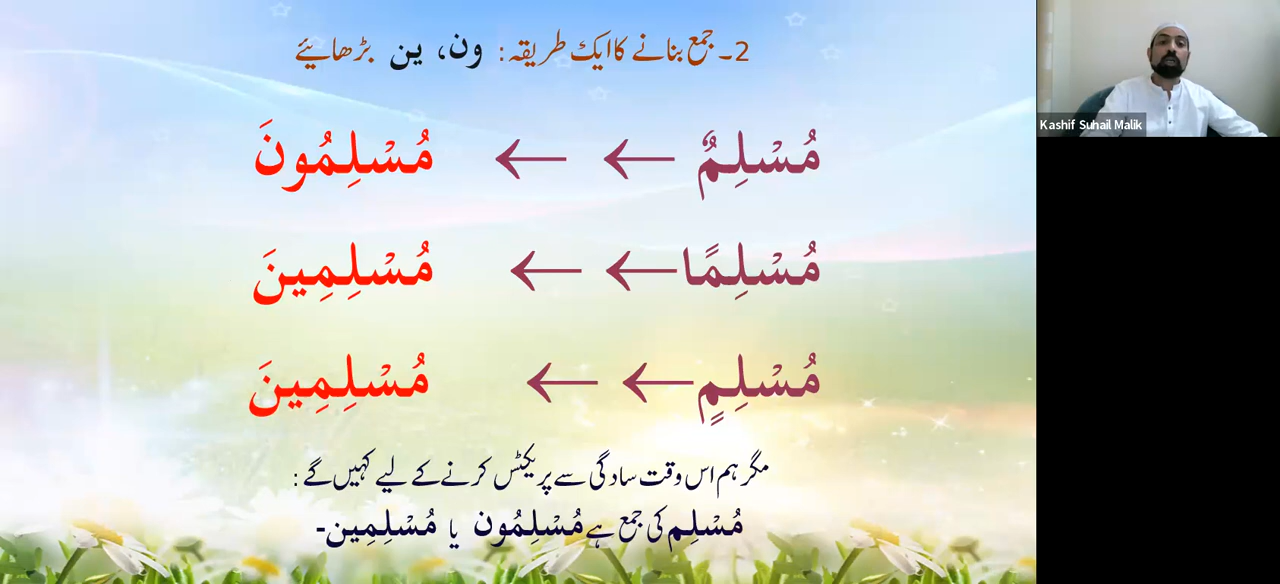 2۔ جمع بنانے کا ایک طریقہ: ون، ین بڑھائیے
مُسْلِمٌ ← ← مُسْلِمُونَ
مُسْلِمًا ← ← مُسْلِمِينَ
مُسْلِمٍ ← ← مُسْلِمِينَ
مگر ہم اس وقت سادگی سے پریکٹس کرنے کے لیے کہیں گے :
مُسْلِم کی جمع ہے مُسْلِمُون یا مُسْلِمِين-
Kashif Suhail Malik